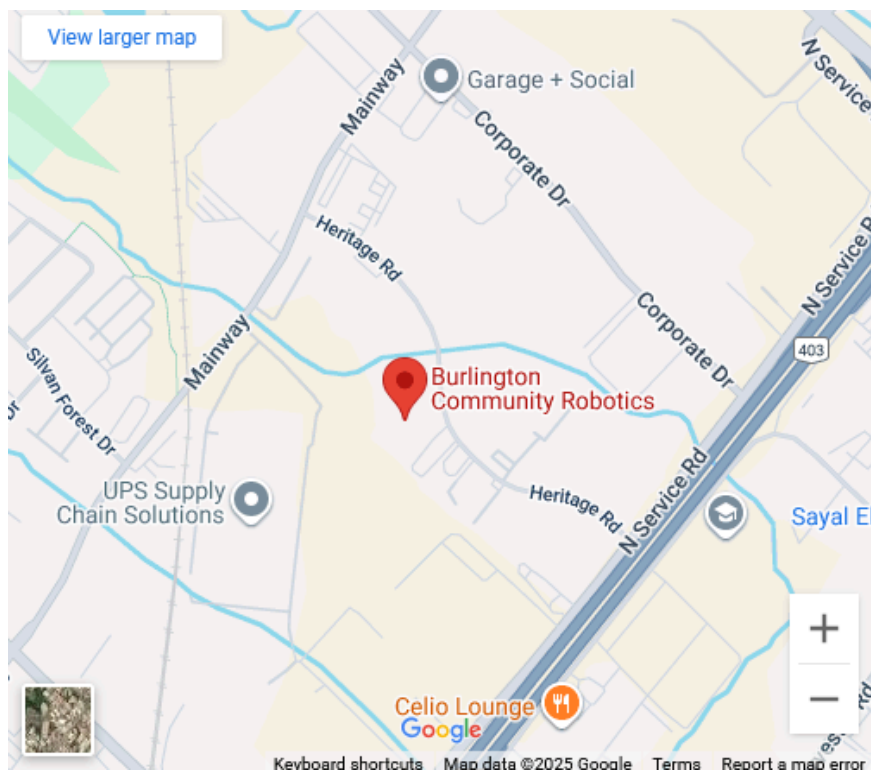 View larger map
Garage + Social
Mainway
Corporate Dr
N Service
Heritage Rd
N Service R
Corporate Dr
403
Mainway
Silvan Forest Dr
Burlington
Community Robotics
UPS Supply
Chain Solutions
Heritage Rd
N Service Rd
Sayal El
Celio Lounge
Google
Keyboard shortcuts
Map data ©2025 Google
Terms
Report a map error